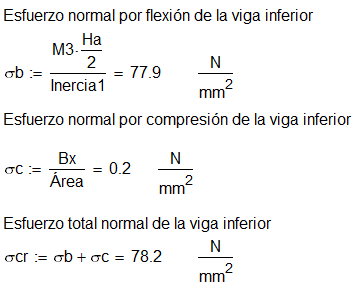 Esfuerzo normal por flexión de la viga inferior
σb := M3·Ha/2 / Inercia1 = 77.9 N/mm²
Esfuerzo normal por compresión de la viga inferior
σc := Bx/Área = 0.2 N/mm²
Esfuerzo total normal de la viga inferior
σcr := σb + σc = 78.2 N/mm²